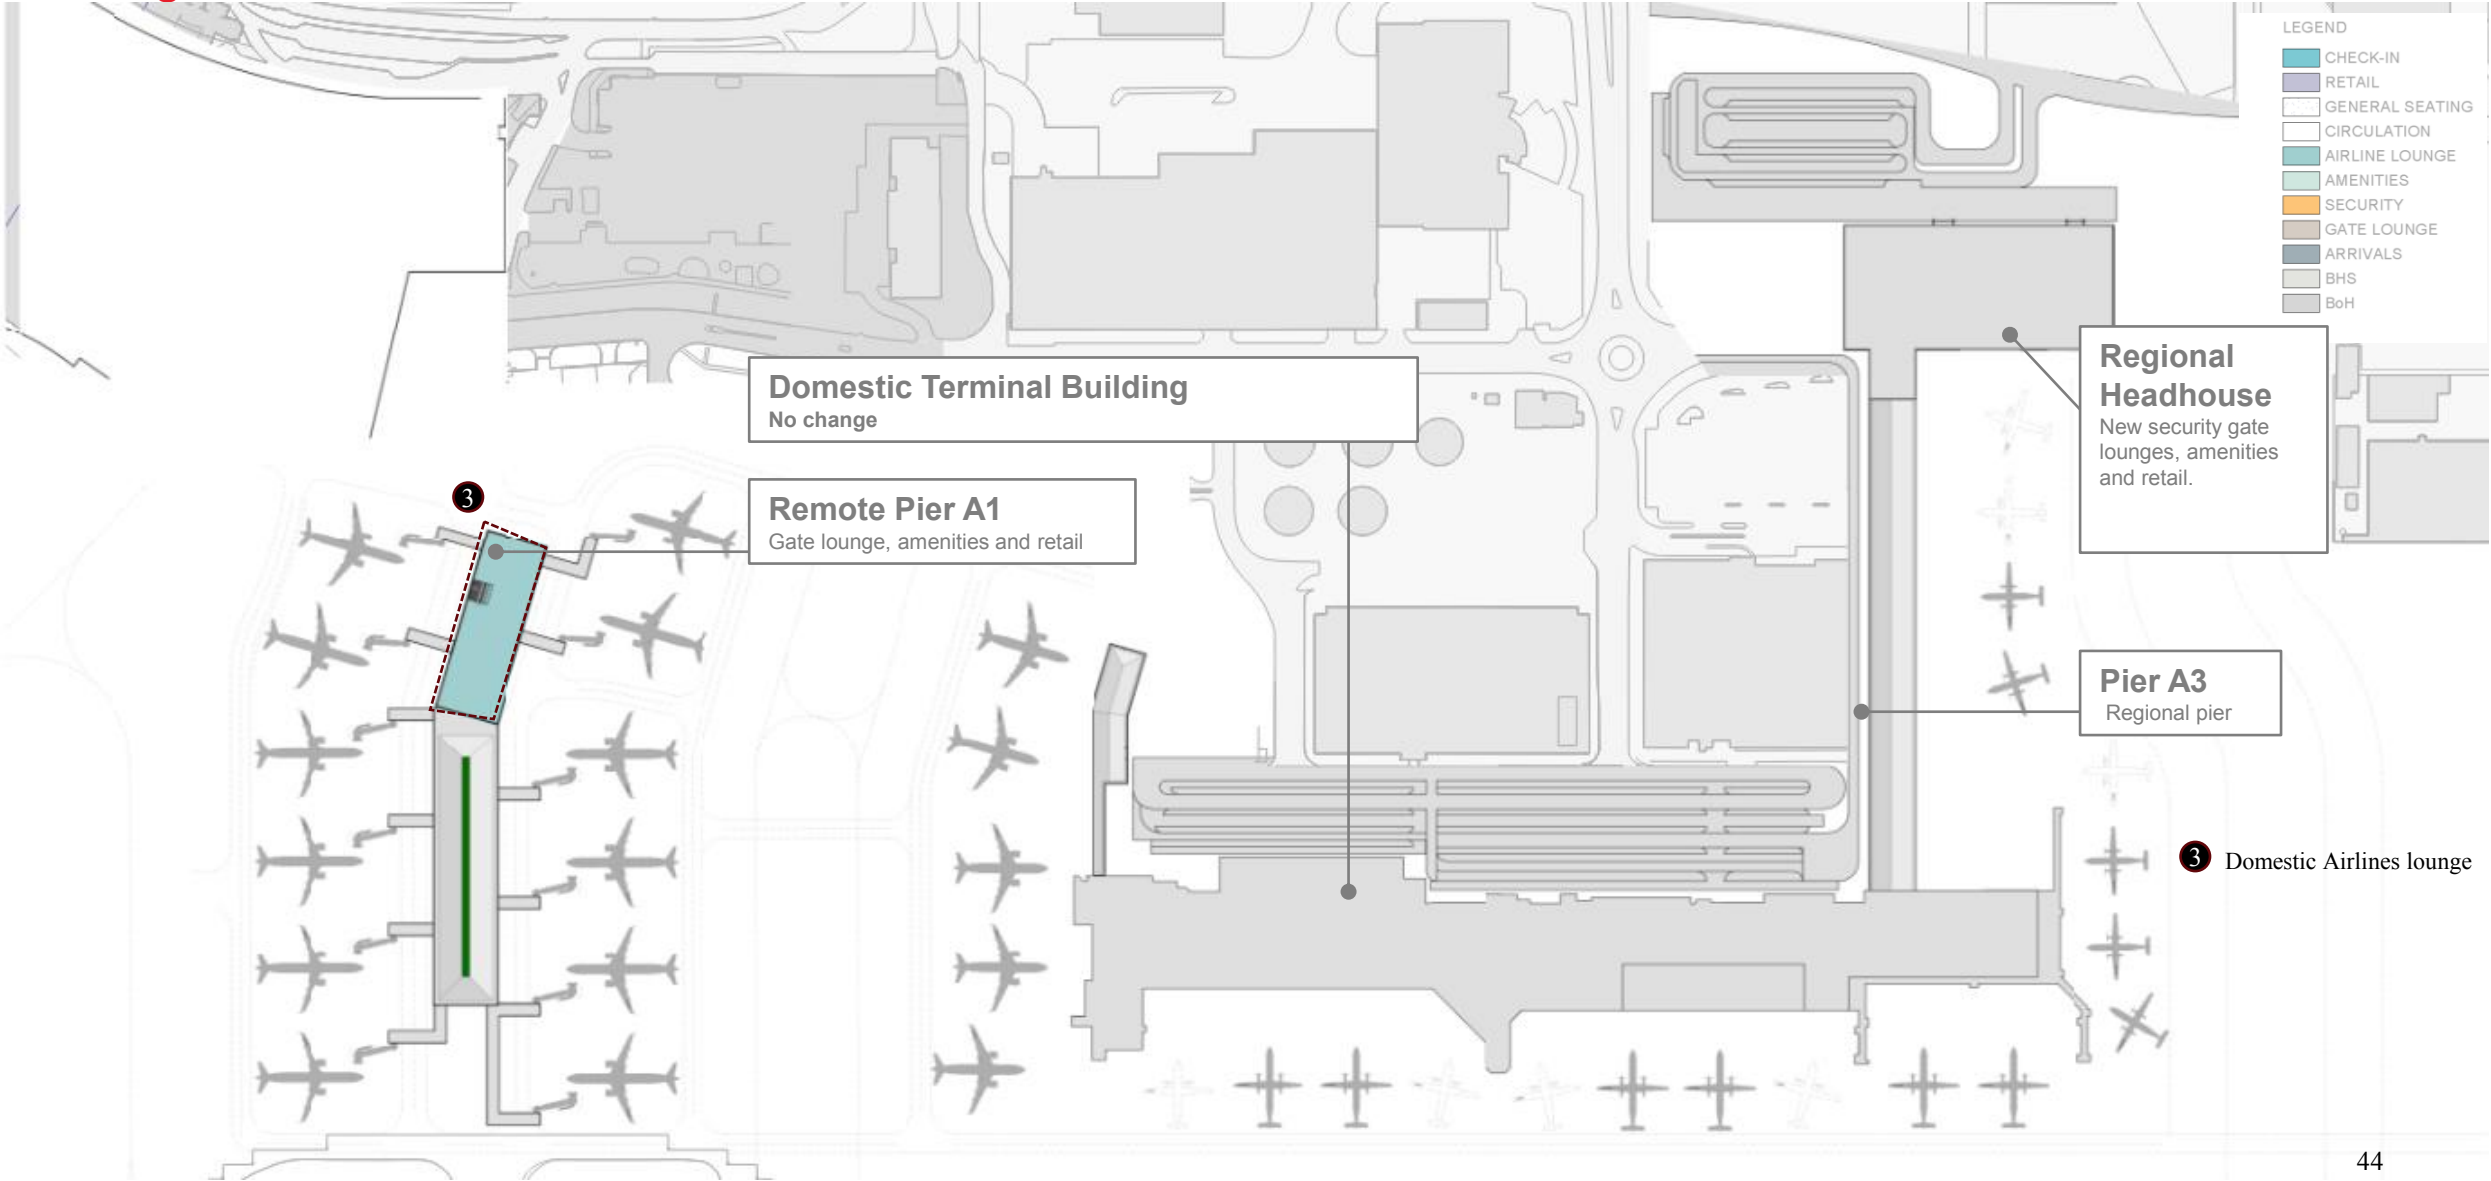 LEGEND
CHECK-IN
RETAIL
GENERAL SEATING
CIRCULATION
AIRLINE LOUNGE
AMENITIES
SECURITY
GATE LOUNGE
ARRIVALS
BHS
BoH
Domestic Terminal Building
No change
Regional
Headhouse
New security gate
lounges, amenities
and retail.
3
Remote Pier A1
Gate lounge, amenities and retail
Pier A3
Regional pier
3 Domestic Airlines lounge
44